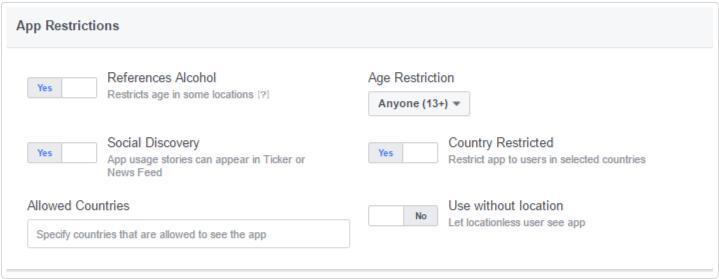 App Restrictions
Yes
References Alcohol
Restricts age in some locations [?]
Age Restriction
Anyone (13+)
Yes
Social Discovery
App usage stories can appear in Ticker or
News Feed
Yes
Country Restricted
Restrict app to users in selected countries
Allowed Countries
Specify countries that are allowed to see the app
No
Use without location
Let locationless user see app